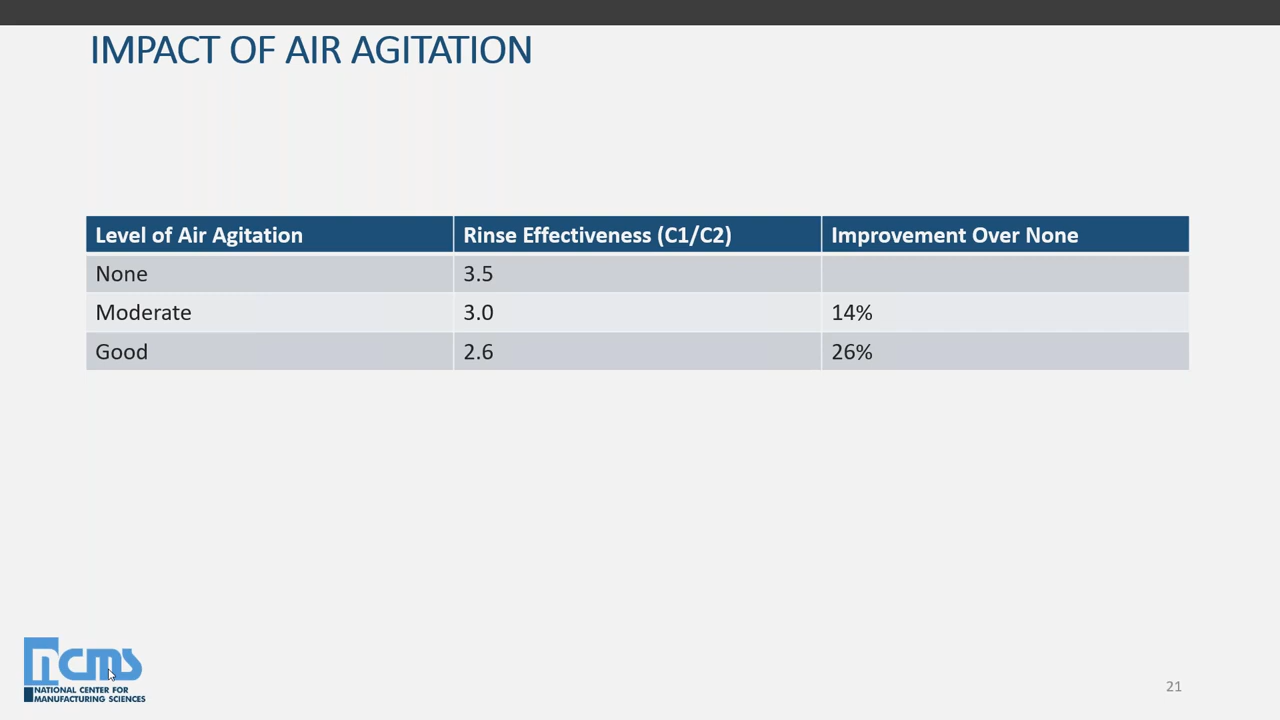 IMPACT OF AIR AGITATION
Level of Air Agitation Rinse Effectiveness (C1/C2) Improvement Over None
None 3.5
Moderate 3.0 14%
Good 2.6 26%
ncms
NATIONAL CENTER FOR
MANUFACTURING SCIENCES
21